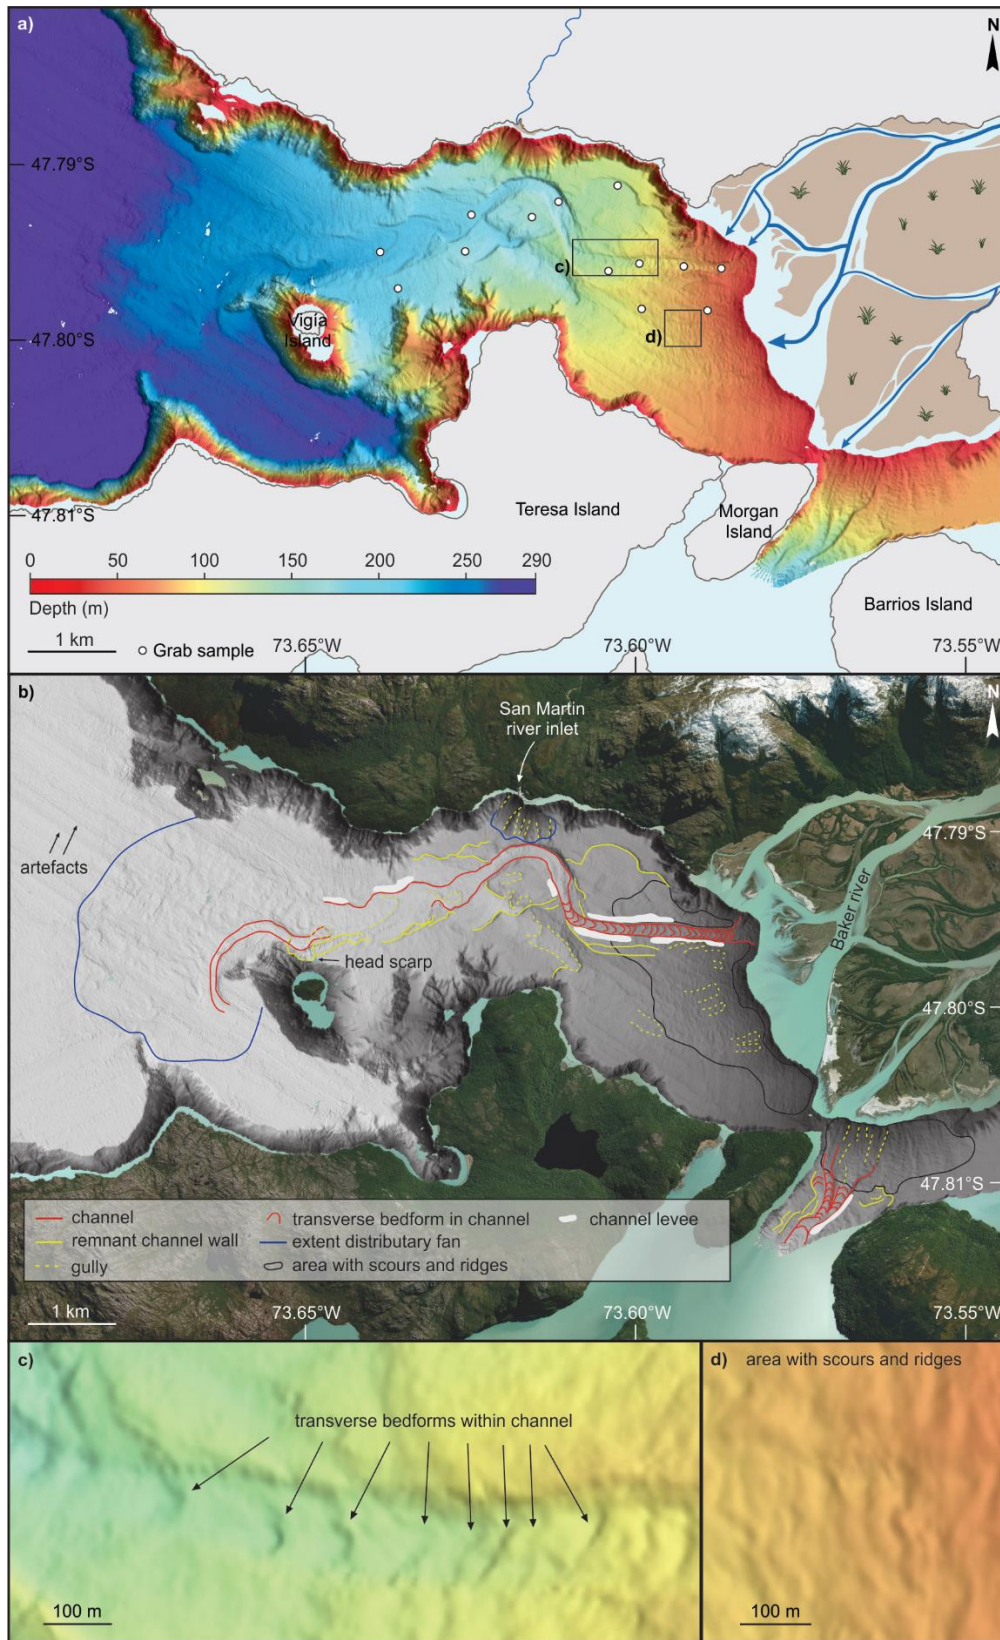 a)
N
47.79°S
c)
Vigía
Island
47.80°S
d)
47.81°S
Teresa Island
Morgan
Island
0 50 100 150 200 250 290
Depth (m)
Barrios Island
1 km
Grab sample
73.65°W
73.60°W
73.55°W
b)
San Martin
river inlet
N
47.79°S
artefacts
Baker river
head scarp
47.80°S
47.81°S
channel
transverse bedform in channel
channel levee
remnant channel wall
extent distributary fan
gully
area with scours and ridges
1 km
73.65°W
73.60°W
73.55°W
c)
transverse bedforms within channel
100 m
d)
area with scours and ridges
100 m